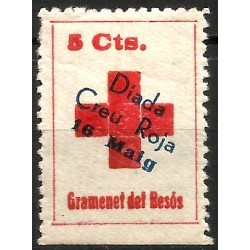 5 Cts.
Diada
Creu Roja
16 Maig
Gramenet del Besós